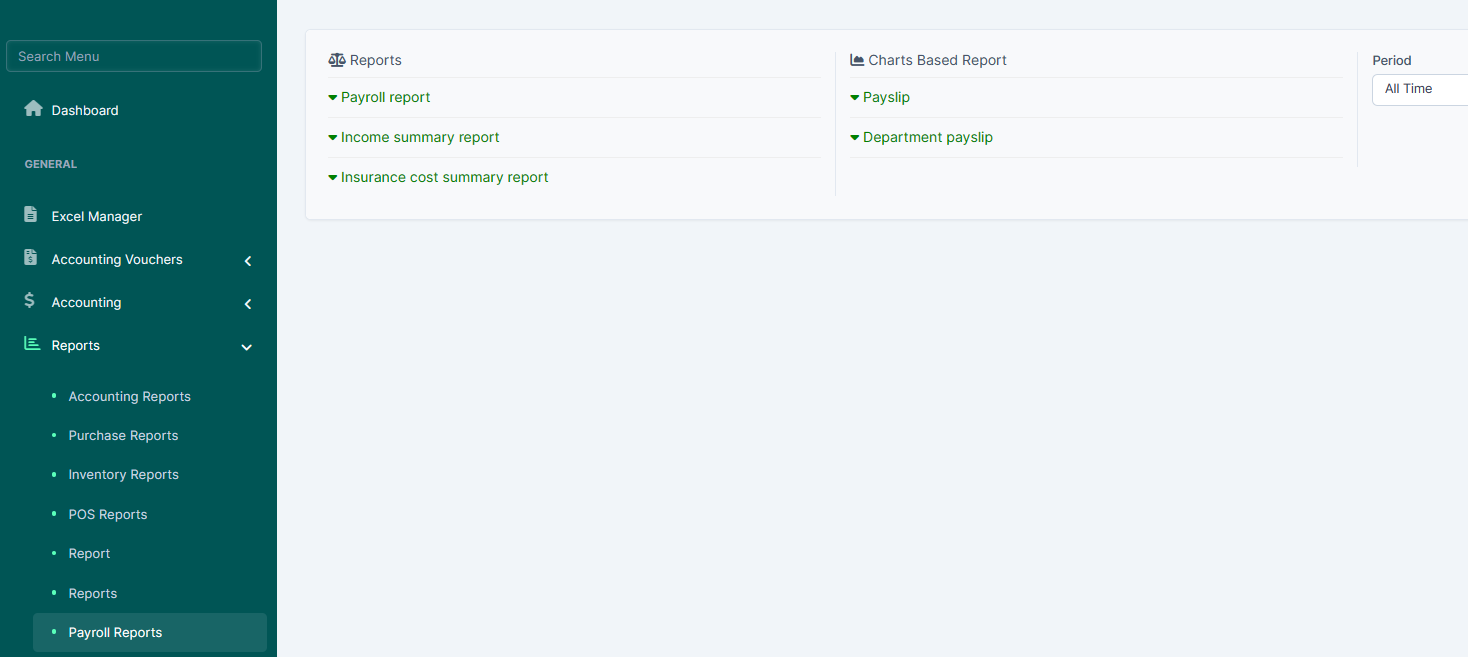 Search Menu
Dashboard
GENERAL
Excel Manager
Accounting Vouchers
Accounting
Reports
Accounting Reports
Purchase Reports
Inventory Reports
POS Reports
Report
Reports
Payroll Reports
Reports
Payroll report
Income summary report
Insurance cost summary report
Charts Based Report
Payslip
Department payslip
Period
All Time